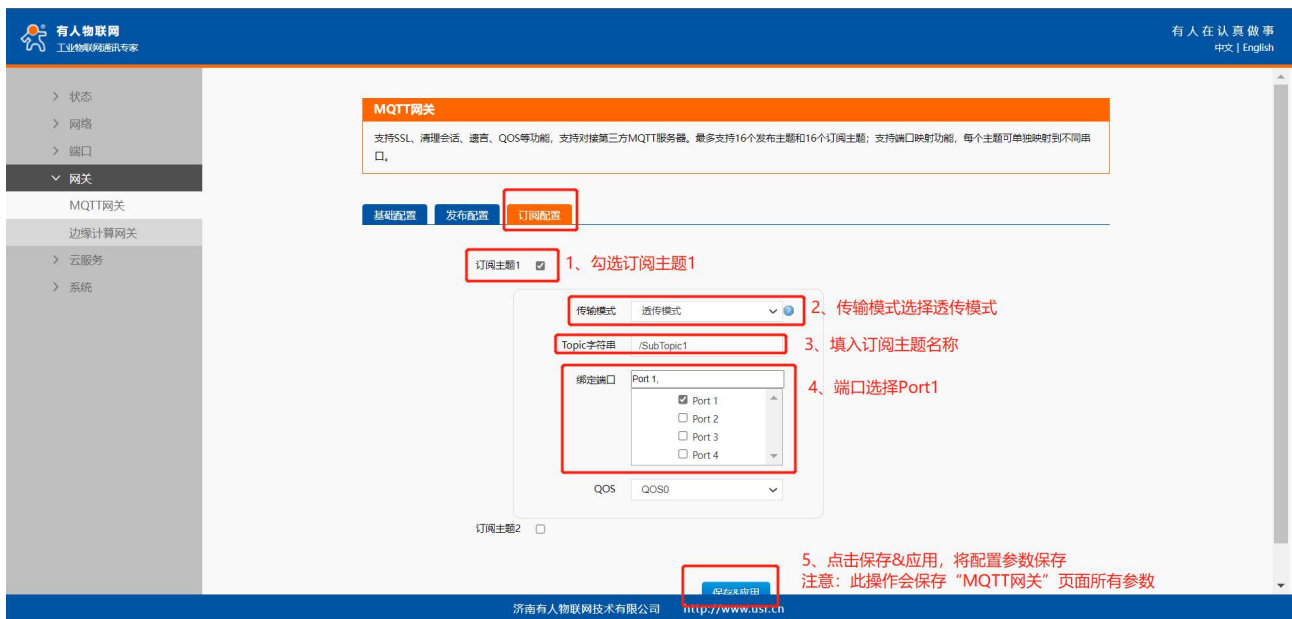 有人物联网
工业物联网通讯专家
有人在认真做事
中文 | English
状态
网络
端口
网关
MQTT网关
边缘计算网关
云服务
系统
MQTT网关
支持SSL、清理会话、遗言、QOS等功能，支持对接第三方MQTT服务器。最多支持16个发布主题和16个订阅主题；支持端口映射功能，每个主题可单独映射到不同串
口。
基础配置 发布配置 订阅配置
订阅主题1 1、勾选订阅主题1
传输模式 透传模式 2、传输模式选择透传模式
Topic字符串 /SubTopic1 3、填入订阅主题名称
绑定端口 Port 1, 4、端口选择Port1
Port 1
Port 2
Port 3
Port 4
QOS QOS0
订阅主题2
5、点击保存&应用，将配置参数保存
注意：此操作会保存“MQTT网关”页面所有参数
保存&应用
济南有人物联网技术有限公司 http://www.usr.cn